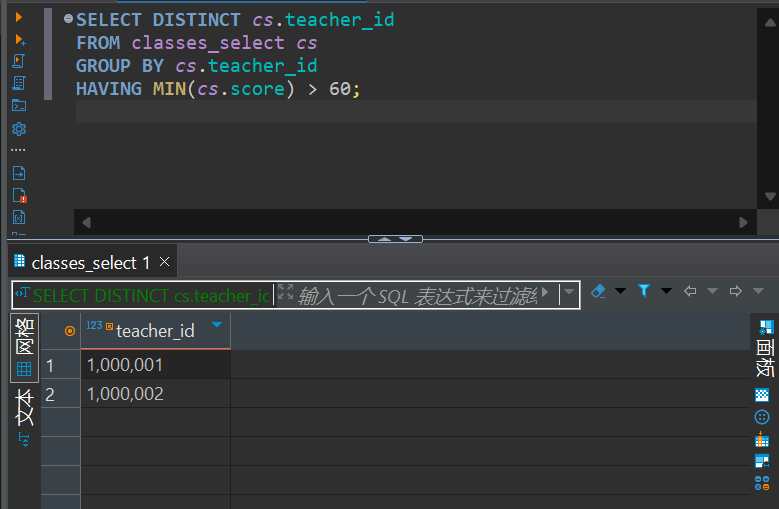 SELECT DISTINCT cs.teacher_id
FROM classes_select cs
GROUP BY cs.teacher_id
HAVING MIN(cs.score) > 60;
classes_select 1
SELECT DISTINCT cs.teacher_ic
输入一个 SQL 表达式来过滤
网格
文本
123 teacher_id
1 1,000,001
2 1,000,002
面板